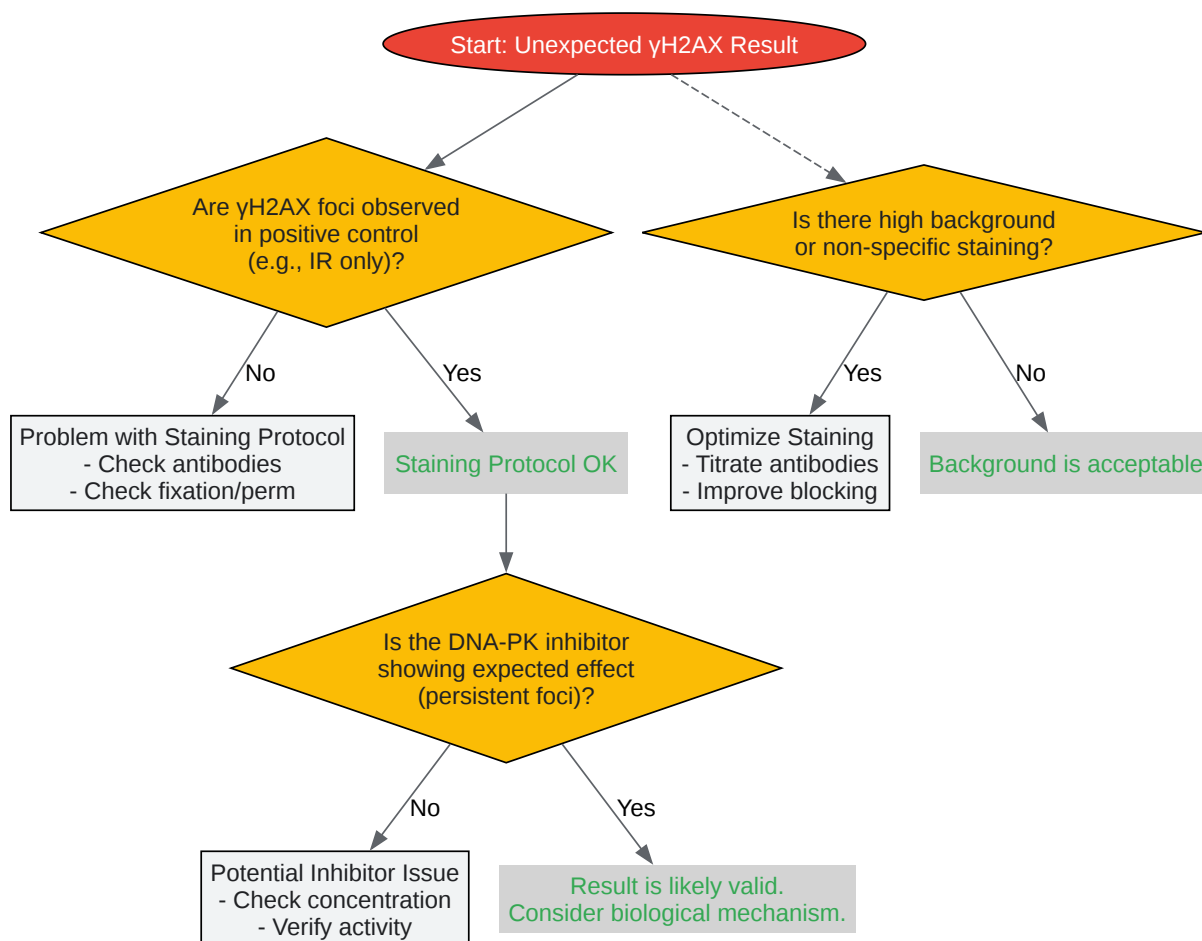 Start: Unexpected γH2AX Result
Are γH2AX foci observed
in positive control
(e.g., IR only)?
Is there high background
or non-specific staining?
No
Yes
Yes
No
Problem with Staining Protocol
- Check antibodies
- Check fixation/perm
Staining Protocol OK
Optimize Staining
- Titrate antibodies
- Improve blocking
Background is acceptable
Is the DNA-PK inhibitor
showing expected effect
(persistent foci)?
No
Yes
Potential Inhibitor Issue
- Check concentration
- Verify activity
Result is likely valid.
Consider biological mechanism.